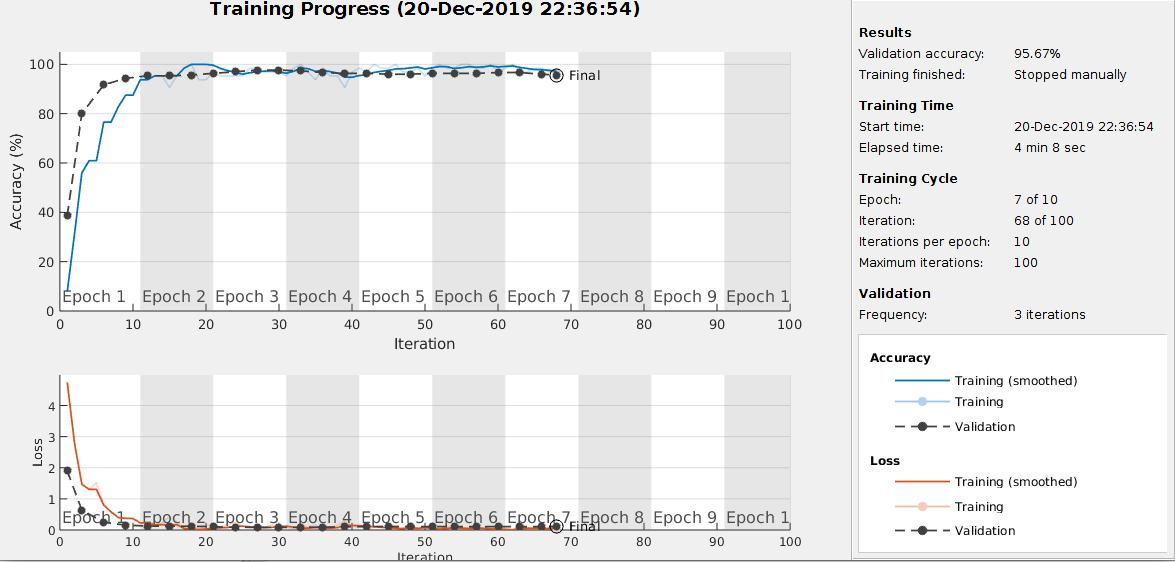 Training Progress (20-Dec-2019 22:36:54)
100
80
60
40
20
0
Accuracy (%)
Final
Epoch 1 Epoch 2 Epoch 3 Epoch 4 Epoch 5 Epoch 6 Epoch 7 Epoch 8 Epoch 9 Epoch 1
0 10 20 30 40 50 60 70 80 90 100
Iteration
4
3
2
1
0
Loss
Epoch 1 Epoch 2 Epoch 3 Epoch 4 Epoch 5 Epoch 6 Epoch 7 Epoch 8 Epoch 9 Epoch 1
Final
0 10 20 30 40 50 60 70 80 90 100
Iteration
Results
Validation accuracy: 95.67%
Training finished: Stopped manually
Training Time
Start time: 20-Dec-2019 22:36:54
Elapsed time: 4 min 8 sec
Training Cycle
Epoch: 7 of 10
Iteration: 68 of 100
Iterations per epoch: 10
Maximum iterations: 100
Validation
Frequency: 3 iterations
Accuracy
Training (smoothed)
Training
Validation
Loss
Training (smoothed)
Training
Validation